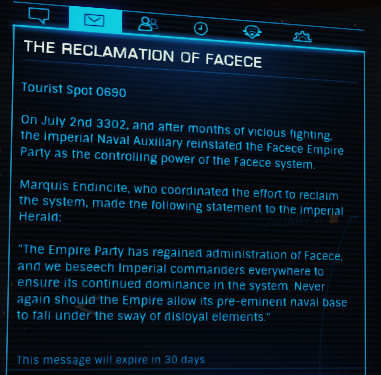 THE RECLAMATION OF FACECE
Tourist Spot 0690
On July 2nd 3302, and after months of vicious fighting,
the Imperial Naval Auxiliary reinstated the Facece Empire
Party as the controlling power of the Facece system.
Marquis Endincite, who coordinated the effort to reclaim
the system, made the following statement to the Imperial
Herald:
"The Empire Party has regained administration of Facece,
and we beseech Imperial commanders everywhere to
ensure its continued dominance in the system. Never
again should the Empire allow its pre-eminent naval base
to fall under the sway of disloyal elements."
This message will expire in 30 days